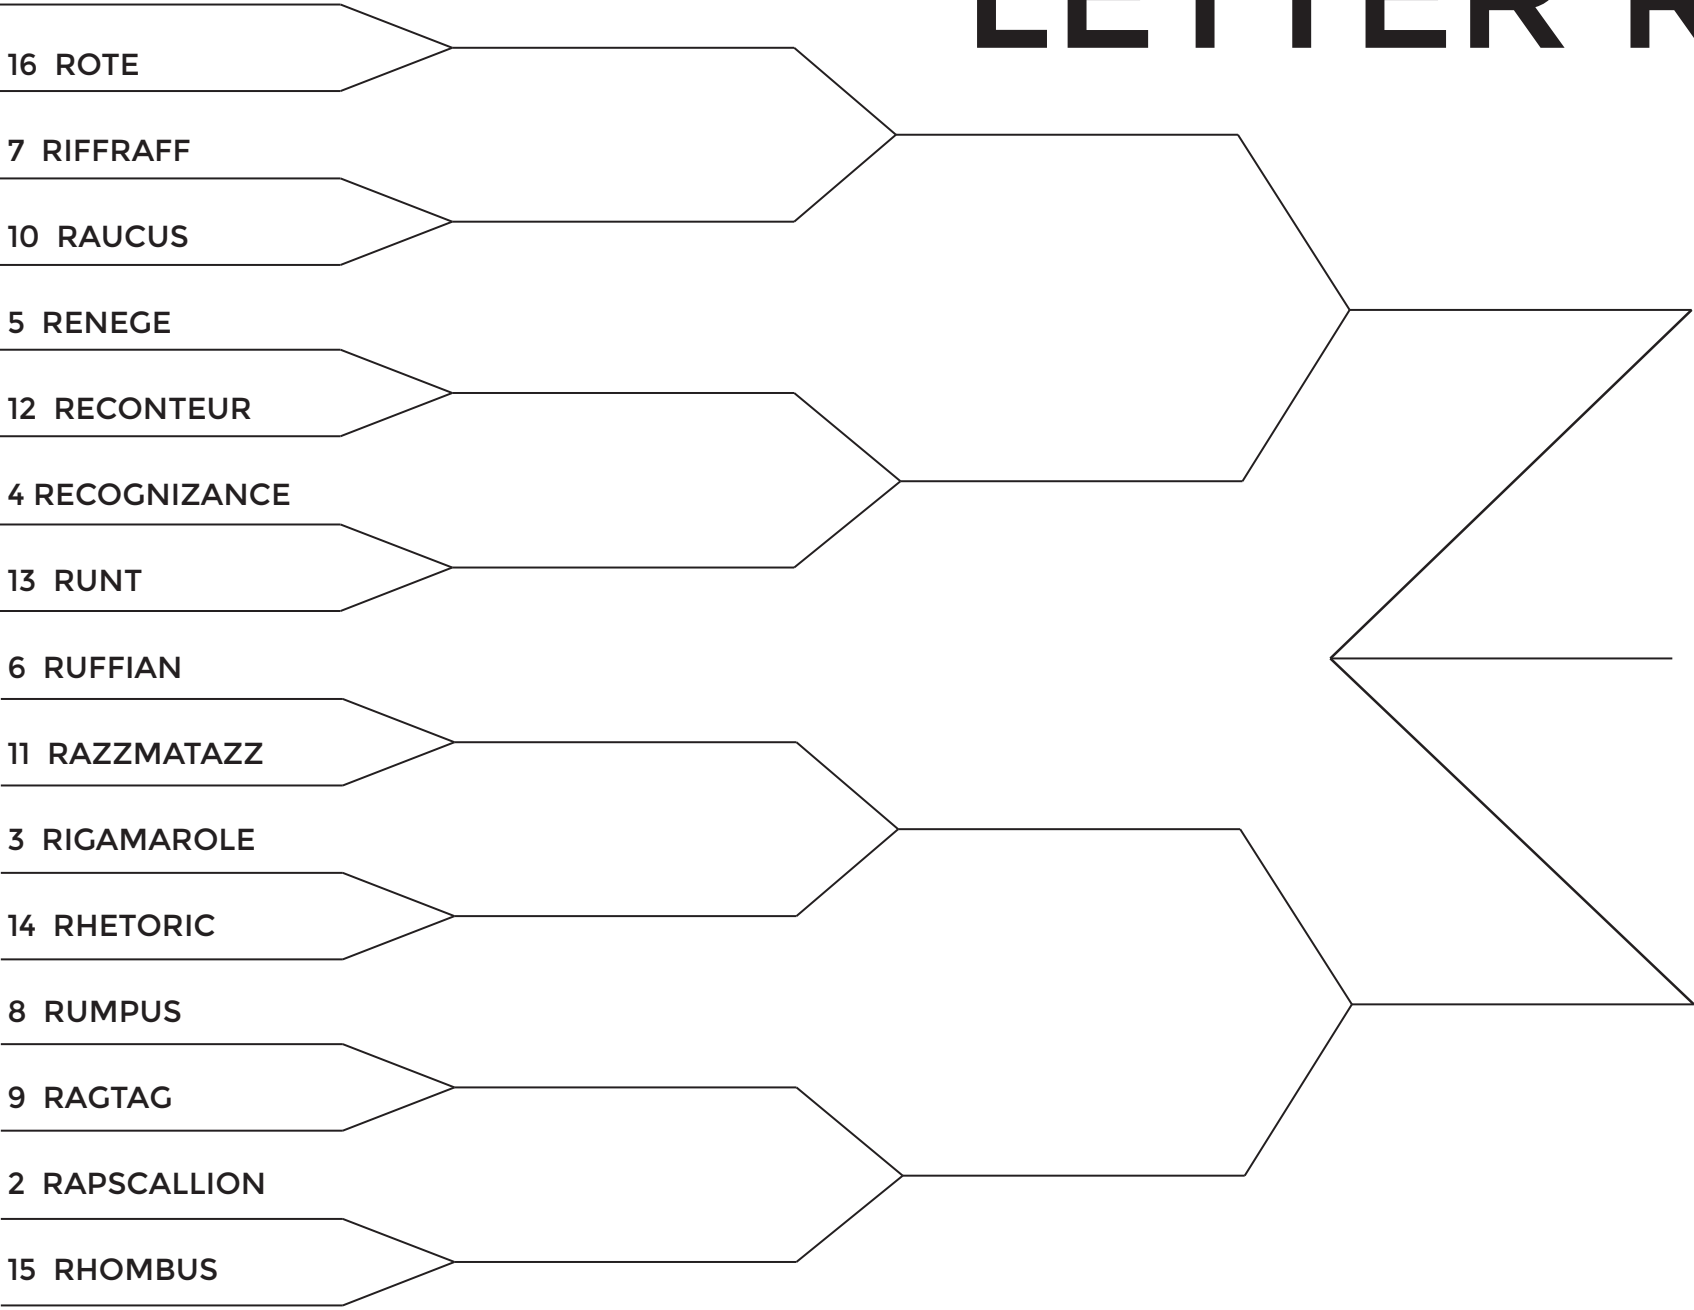 LETTER R
16 ROTE
7 RIFFRAFF
10 RAUCUS
5 RENEGE
12 RECONTEUR
4 RECOGNIZANCE
13 RUNT
6 RUFFIAN
11 RAZZMATAZZ
3 RIGAMAROLE
14 RHETORIC
8 RUMPUS
9 RAGTAG
2 RAPSCALLION
15 RHOMBUS